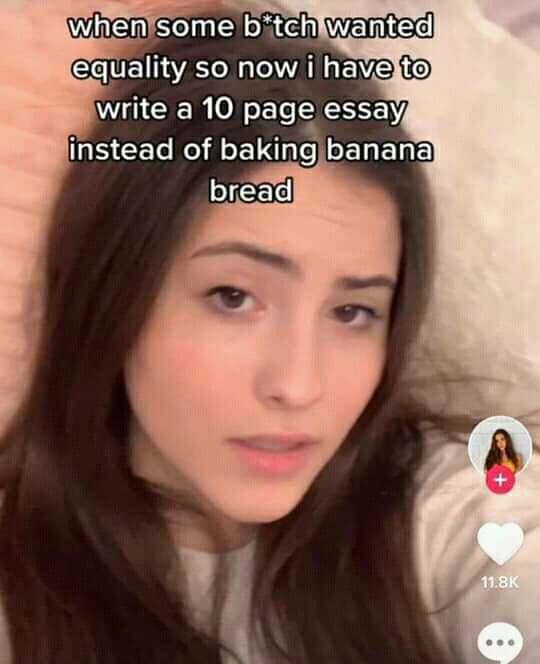 when some b*tch wanted
equality so now i have to
write a 10 page essay
instead of baking banana
bread
11.8K